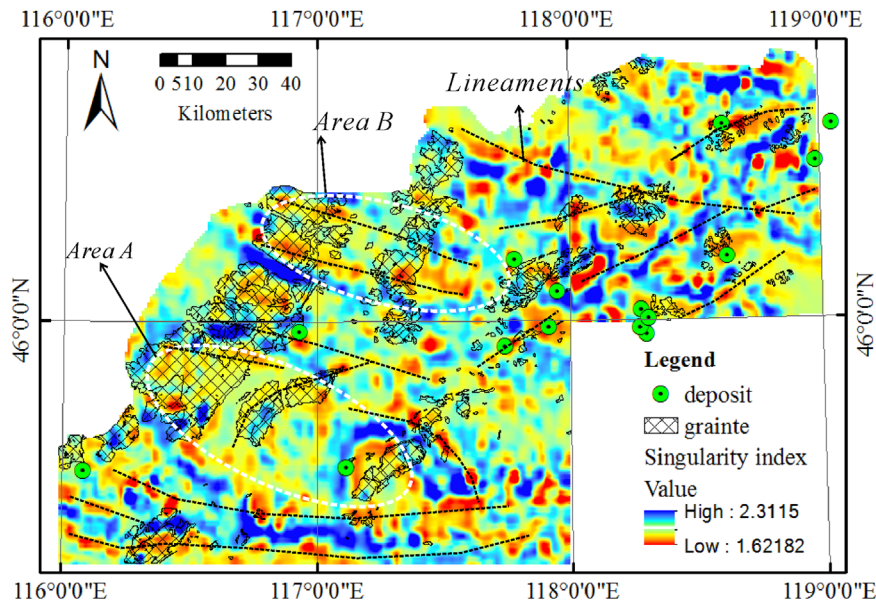 116°0'0"E 117°0'0"E 118°0'0"E 119°0'0"E
N
0 510 20 30 40
Kilometers
Lineaments
Area B
Area A
46°0'0"N
46°0'0"N
Legend
deposit
grainte
Singularity index
Value
High : 2.3115
Low : 1.62182
116°0'0"E 117°0'0"E 118°0'0"E 119°0'0"E